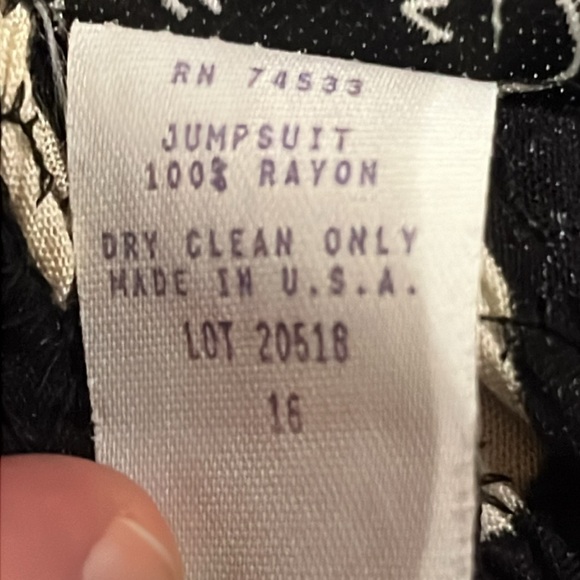 RN 74533
JUMPSUIT
100% RAYON
DRY CLEAN ONLY
MADE IN U.S.A.
LOT 20518
16